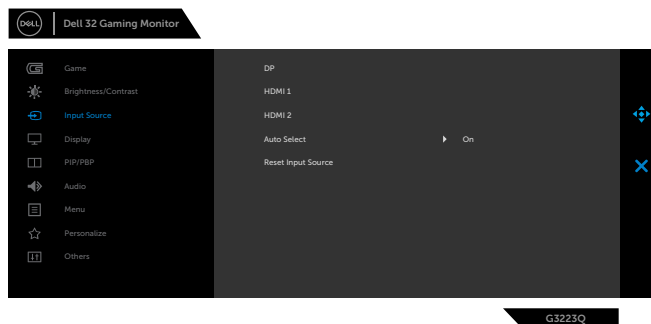 DELL
Dell 32 Gaming Monitor
Game
DP
Brightness/Contrast
HDMI 1
Input Source
HDMI 2
Display
Auto Select
On
PIP/PBP
Reset Input Source
Audio
Menu
Personalize
Others
G3223Q